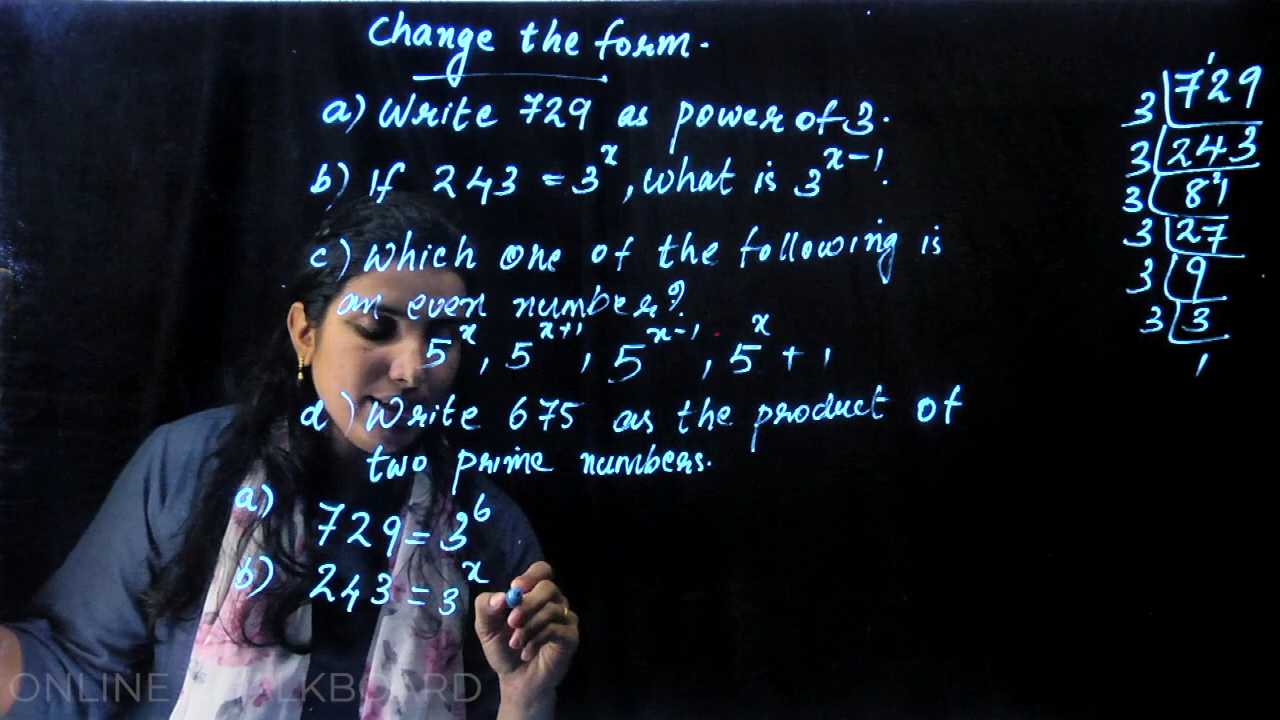 Change the form.
a) Write 729 as power of 3.
b) If 243 = 3^x, what is 3^(x-1).
c) Which one of the following is
an even number?
5^x, 5^(x+1), 5^(x-1), 5^x + 1
d) Write 675 as the product of
two prime numbers.
a) 729 = 3^6
b) 243 = 3^x
3 | 729
3 | 243
3 | 81
3 | 27
3 | 9
3 | 3
1
ONLINE CHALKBOARD